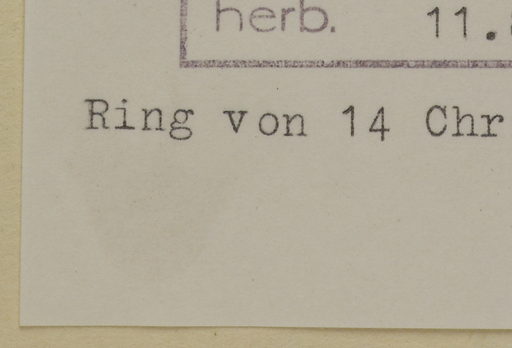 herb. 11.
Ring von 14 Chr